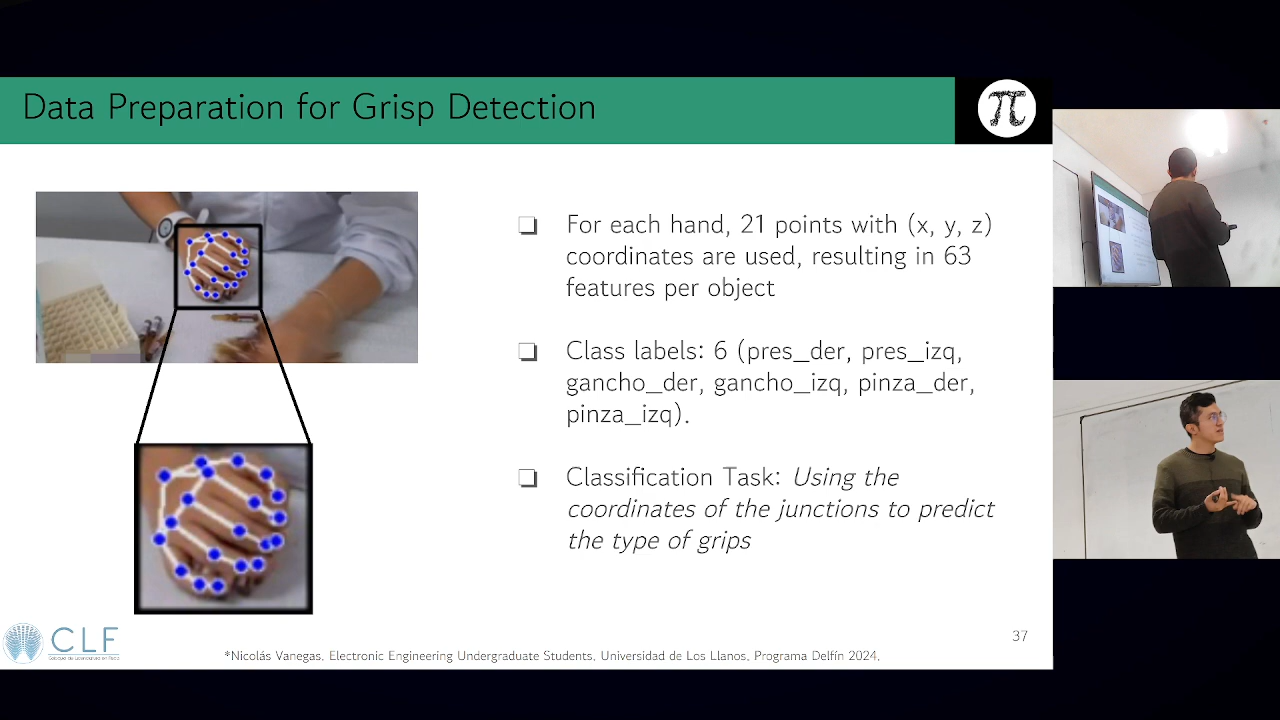 Data Preparation for Grisp Detection
π
For each hand, 21 points with (x, y, z)
coordinates are used, resulting in 63
features per object
Class labels: 6 (pres_der, pres_izq,
gancho_der, gancho_izq, pinza_der,
pinza_izq).
Classification Task: Using the
coordinates of the junctions to predict
the type of grips
37
CLF
*Nicolás Vanegas, Electronic Engineering Undergraduate Students, Universidad de Los Llanos, Programa Delfín 2024.